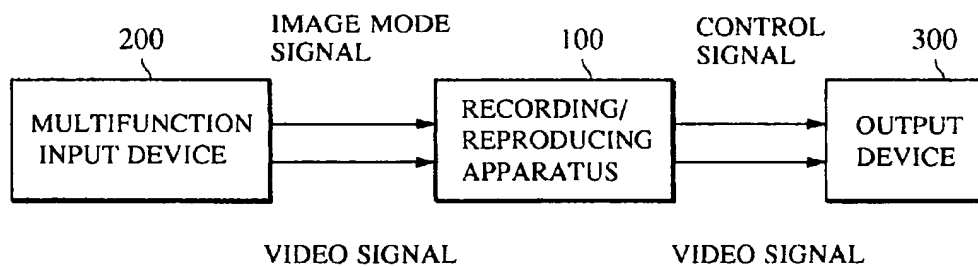 200
IMAGE MODE
SIGNAL
100
CONTROL
SIGNAL
300
MULTIFUNCTION
INPUT DEVICE
RECORDING/
REPRODUCING
APPARATUS
OUTPUT
DEVICE
VIDEO SIGNAL
VIDEO SIGNAL